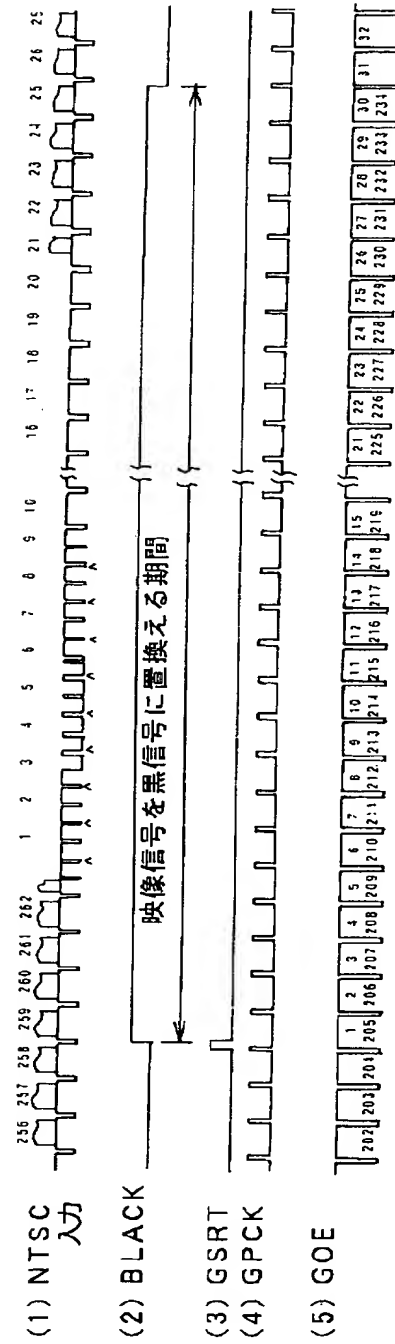 (1) NTSC 入力
256 257 258 259 260 261 262 1 2 3 4 5 6 7 8 9 10 16 17 18 19 20 21 22 23 24 25 26 25
(2) BLACK
映像信号を黒信号に置換える期間
(3) GSRT
(4) GPCK
(5) GOE
1 2 3 4 5 6 7 8 9 10 11 12 13 14 15 21 22 23 24 25 26 27 28 29 30 31 32
202 203 204 205 206 207 208 209 210 211 212 213 214 215 216 217 218 219 225 226 227 228 229 230 231 232 233 234